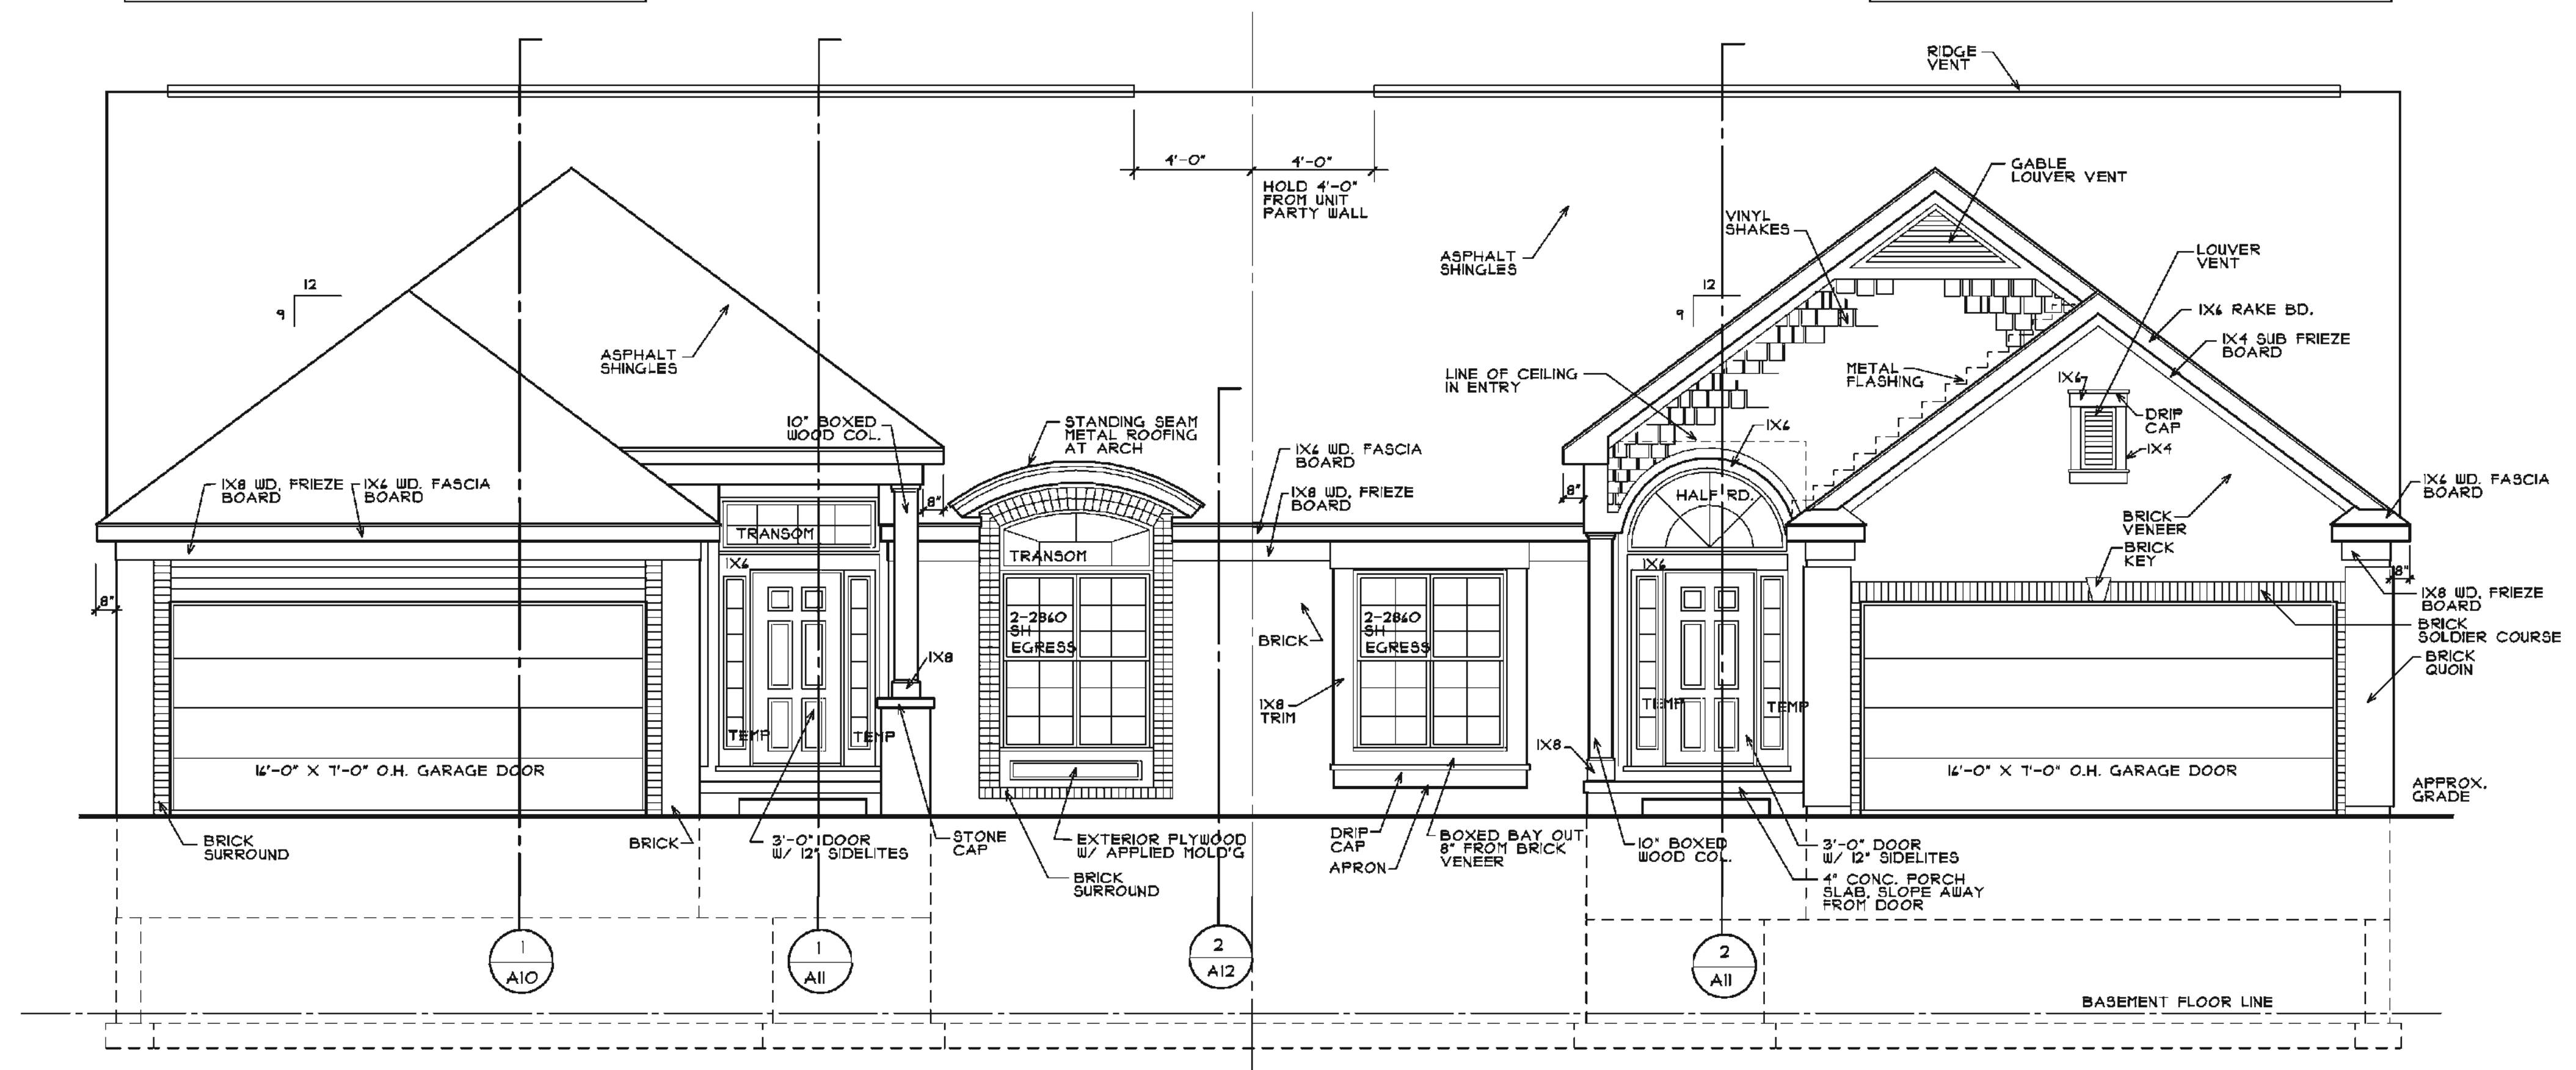 RIDGE
VENT
4'-0"
4'-0"
HOLD 4'-0"
FROM UNIT
PARTY WALL
GABLE
LOUVER VENT
VINYL
SHAKES
ASPHALT
SHINGLES
LOUVER
VENT
12
9
12
9
1X6 RAKE BD.
1X4 SUB FRIEZE
BOARD
ASPHALT
SHINGLES
LINE OF CEILING
IN ENTRY
METAL
FLASHING
1X6
DRIP
CAP
1X4
10" BOXED
WOOD COL.
STANDING SEAM
METAL ROOFING
AT ARCH
1X6
1X6 WD. FASCIA
BOARD
1X8 WD. FRIEZE
BOARD
1X8 WD. FRIEZE
BOARD
1X6 WD. FASCIA
BOARD
8"
8"
HALF RD.
1X6 WD. FASCIA
BOARD
BRICK
VENEER
BRICK
KEY
TRANSOM
TRANSOM
1X6
1X6
8"
8"
1X8 WD. FRIEZE
BOARD
BRICK
SOLDIER COURSE
BRICK
QUOIN
2-2860
SH
EGRESS
BRICK
2-2860
SH
EGRESS
1X8
1X8
TRIM
TEMP
TEMP
TEMP
TEMP
1X8
16'-0" X 7'-0" O.H. GARAGE DOOR
16'-0" X 7'-0" O.H. GARAGE DOOR
APPROX.
GRADE
BRICK
SURROUND
BRICK
3'-0" DOOR
W/ 12" SIDELITES
STONE
CAP
EXTERIOR PLYWOOD
W/ APPLIED MOLD'G
BRICK
SURROUND
DRIP
CAP
APRON
BOXED BAY OUT
8" FROM BRICK
VENEER
10" BOXED
WOOD COL.
3'-0" DOOR
W/ 12" SIDELITES
4" CONC. PORCH
SLAB, SLOPE AWAY
FROM DOOR
1
A10
1
A11
2
A12
2
A11
BASEMENT FLOOR LINE